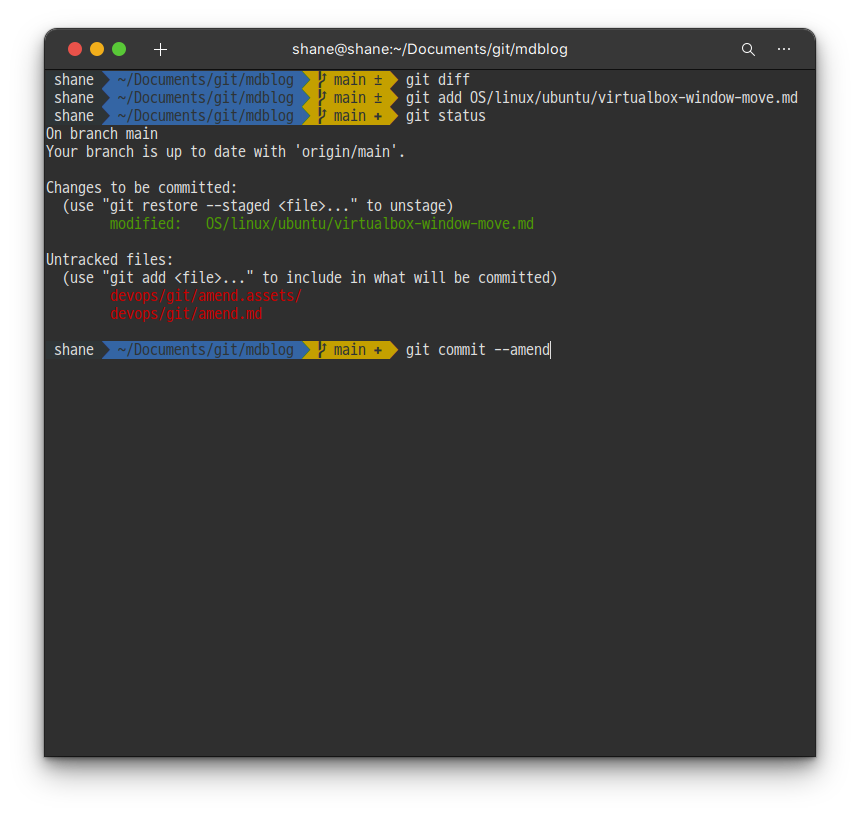 shane@shane:~/Documents/git/mdblog
shane ~/Documents/git/mdblog main ± git diff
shane ~/Documents/git/mdblog main ± git add OS/linux/ubuntu/virtualbox-window-move.md
shane ~/Documents/git/mdblog main + git status
On branch main
Your branch is up to date with 'origin/main'.
Changes to be committed:
(use "git restore --staged <file>..." to unstage)
modified: OS/linux/ubuntu/virtualbox-window-move.md
Untracked files:
(use "git add <file>..." to include in what will be committed)
devops/git/amend.assets/
devops/git/amend.md
shane ~/Documents/git/mdblog main + git commit --amend